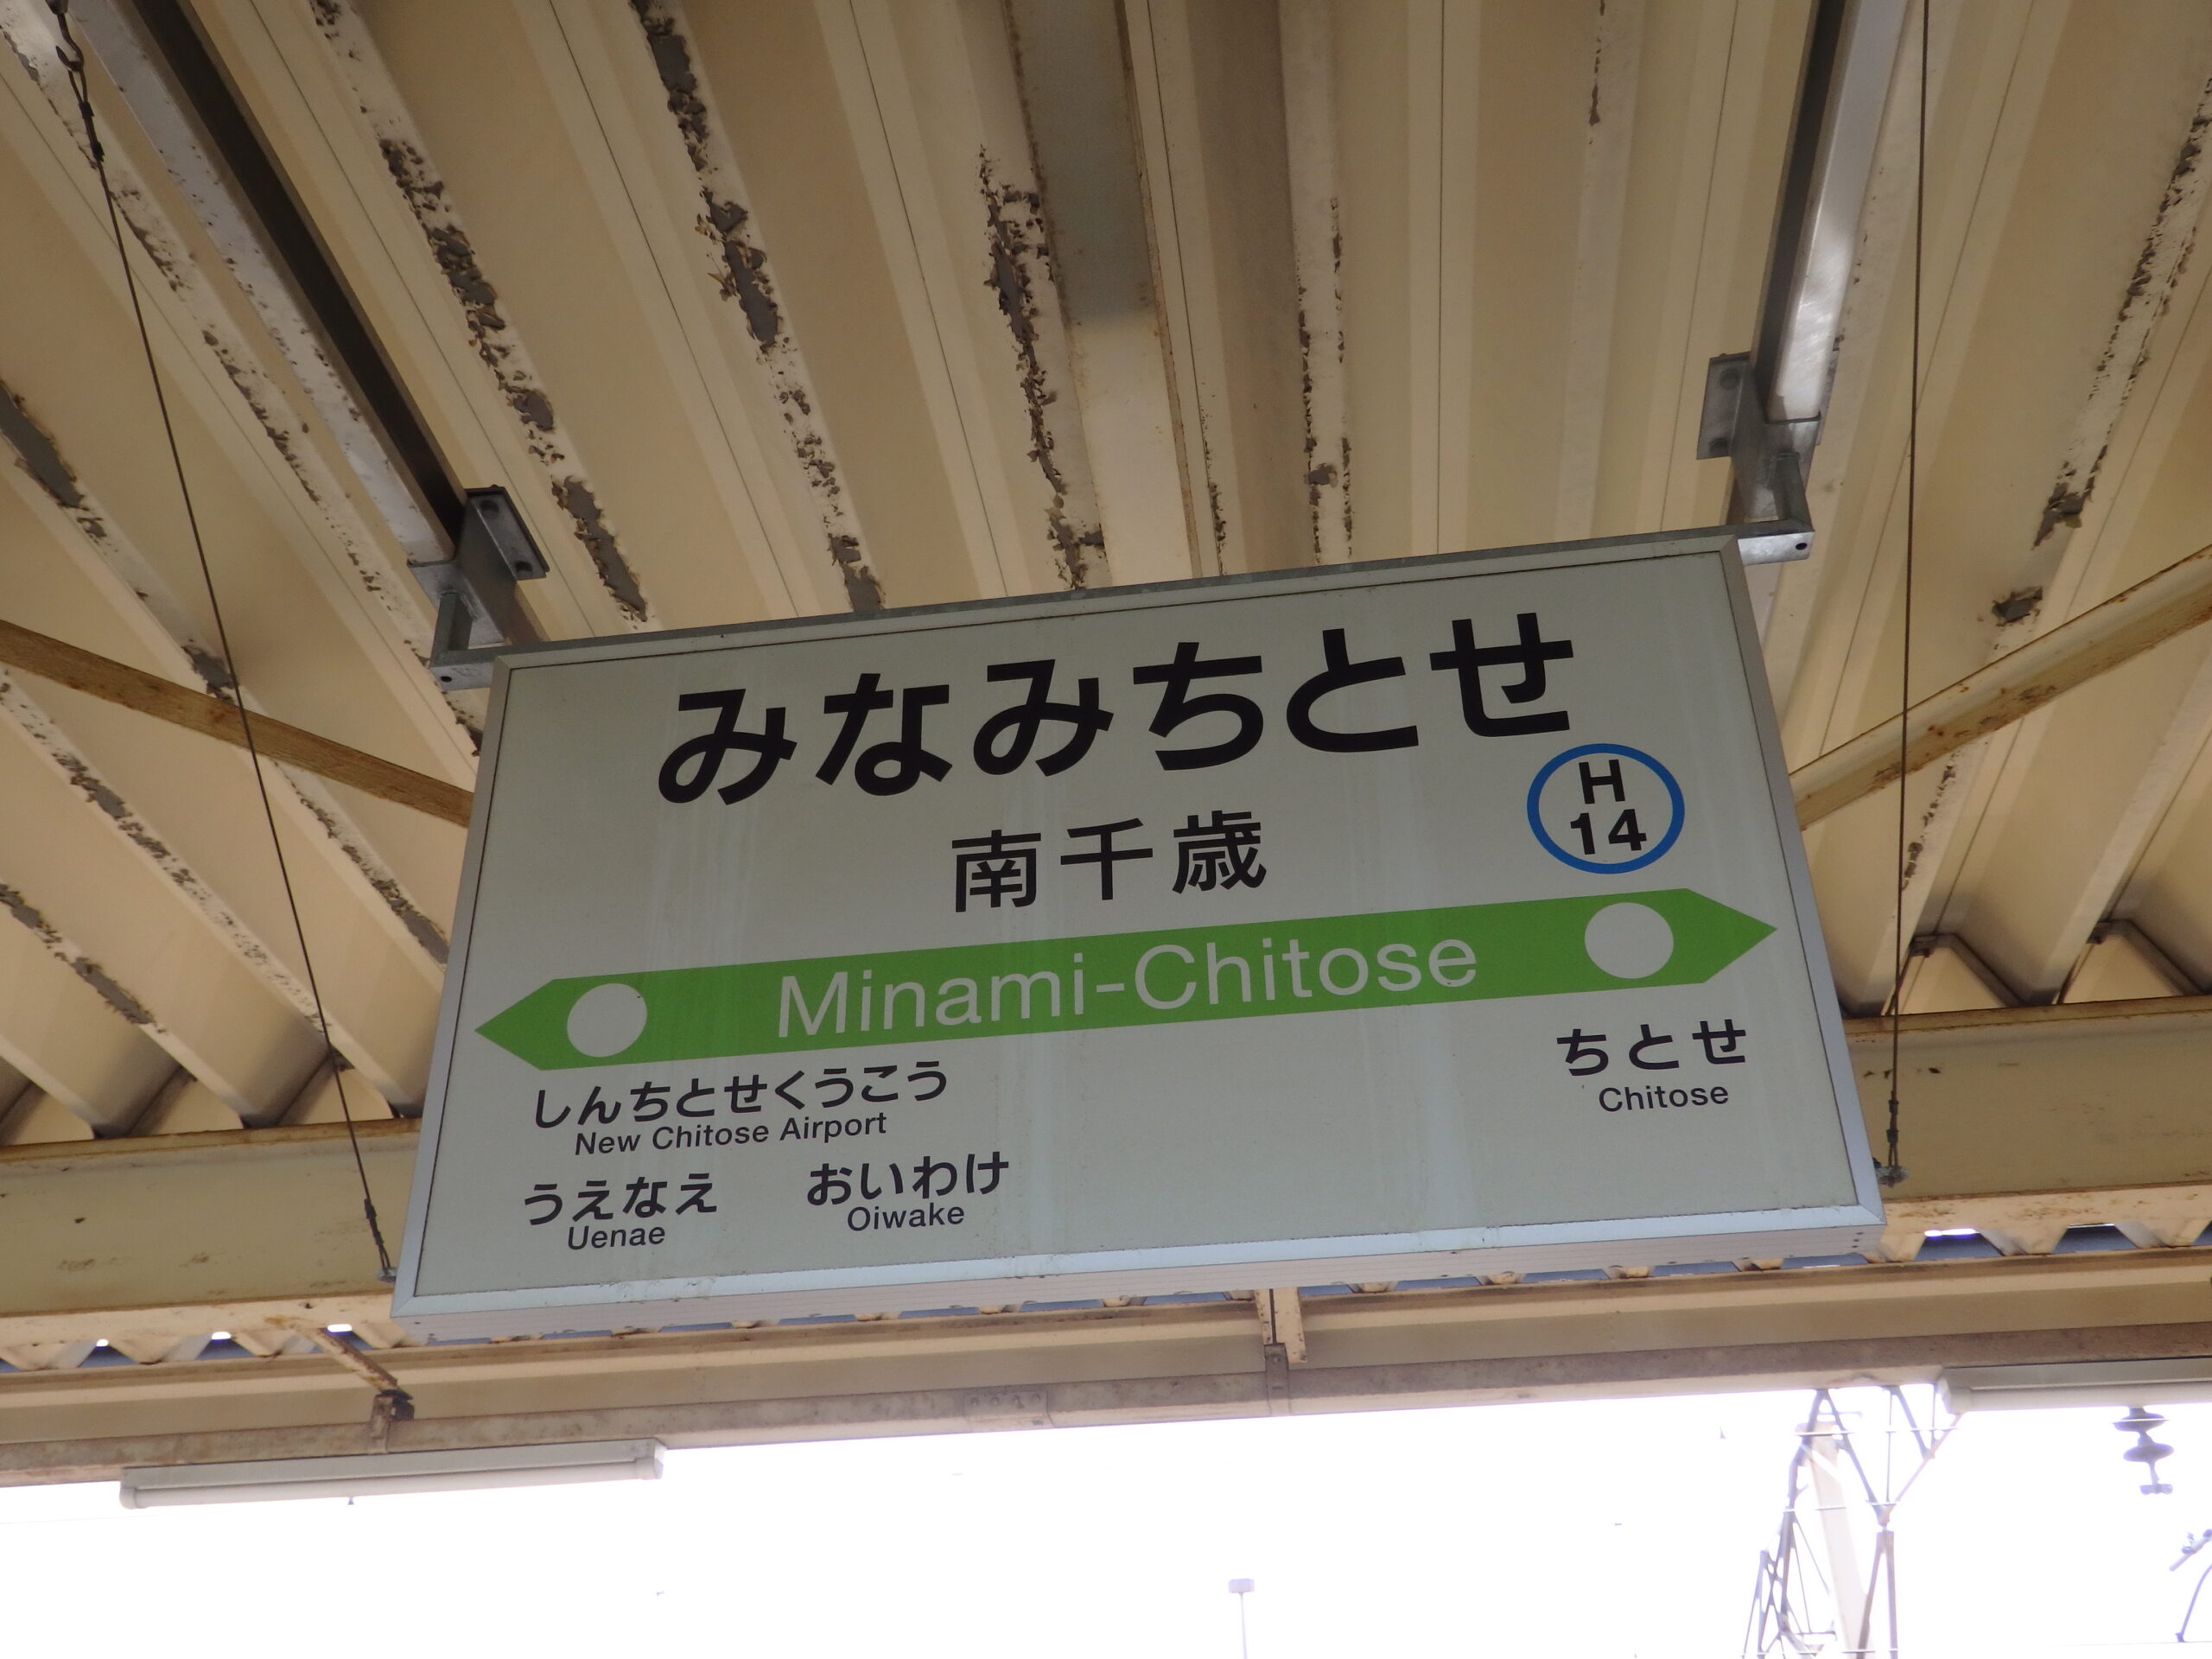 みなみちとせ
南千歳
H
14
Minami-Chitose
しんちとせくうこう
New Chitose Airport
うえなえ おいわけ
Uenae Oiwake
ちとせ
Chitose